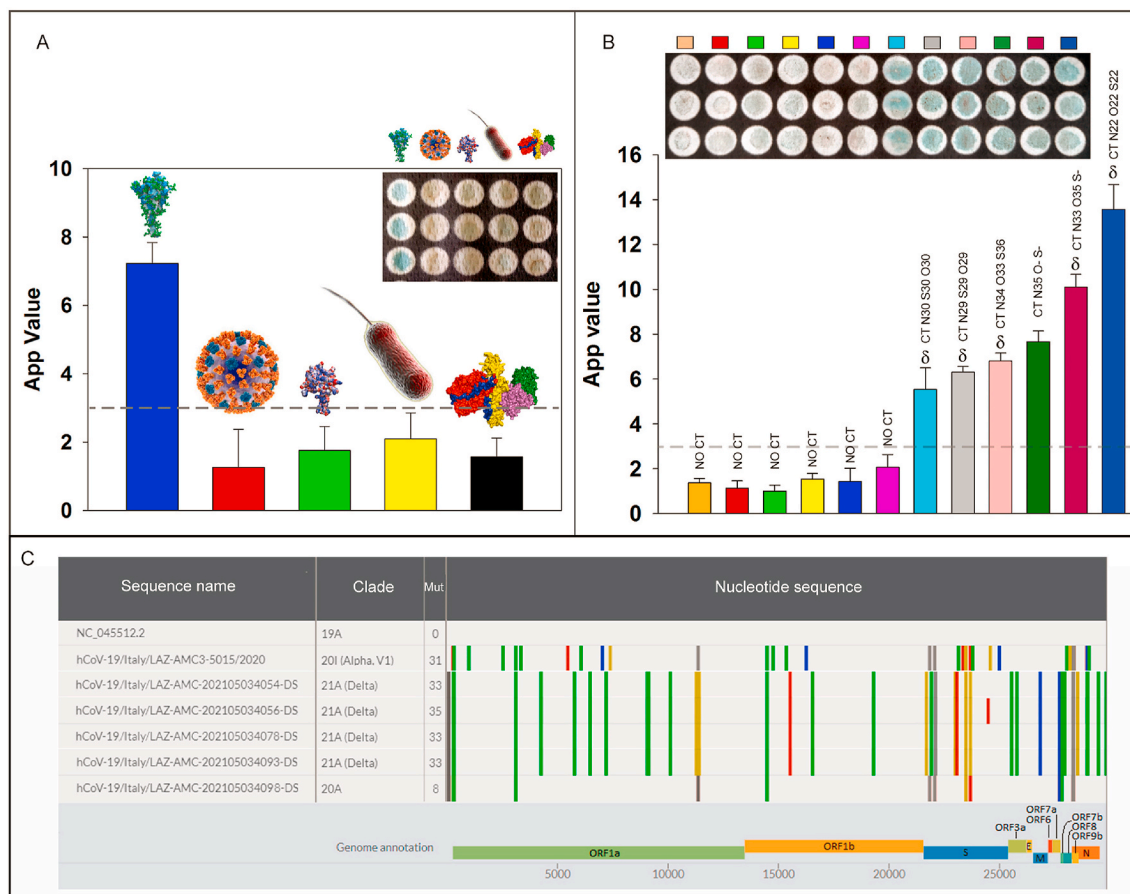 A
App Value
10
8
6
4
2
0
B
App value
16
14
12
10
8
6
4
2
0
NO CT
NO CT
NO CT
NO CT
NO CT
NO CT
δ CT N30 S30 O30
δ CT N29 S29 O29
δ CT N34 O33 S36
CT N35 O- S-
δ CT N33 O35 S-
δ CT N22 O22 S22
C
Sequence name Clade Mut Nucleotide sequence
NC_045512.2 19A 0
hCoV-19/Italy/LAZ-AMC3-5015/2020 20I (Alpha, V1) 31
hCoV-19/Italy/LAZ-AMC-202105034054-DS 21A (Delta) 33
hCoV-19/Italy/LAZ-AMC-202105034056-DS 21A (Delta) 35
hCoV-19/Italy/LAZ-AMC-202105034078-DS 21A (Delta) 33
hCoV-19/Italy/LAZ-AMC-202105034093-DS 21A (Delta) 33
hCoV-19/Italy/LAZ-AMC-202105034098-DS 20A 8
Genome annotation
ORF1a
ORF1b
S
ORF3a
E
M
ORF7a
ORF6
ORF7b
ORF8
ORF9b
N
5000 10000 15000 20000 25000